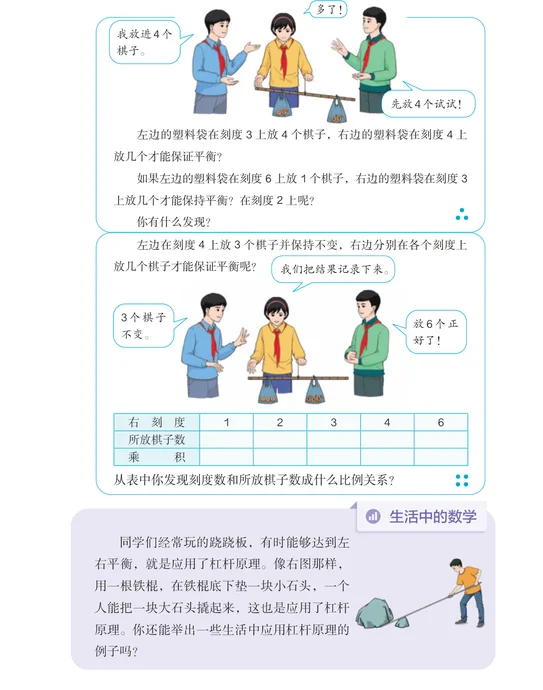 多了！
我放进4个
棋子。
先放4个试试！
左边的塑料袋在刻度3上放4个棋子，右边的塑料袋在刻度4上
放几个才能保证平衡？
如果左边的塑料袋在刻度6上放1个棋子，右边的塑料袋在刻度3
上放几个才能保持平衡？在刻度2上呢？
你有什么发现？
左边在刻度4上放3个棋子并保持不变，右边分别在各个刻度上
放几个棋子才能保证平衡呢？
我们把结果记录下来。
3个棋子
不变。
放6个正
好了！
右刻度 1 2 3 4 6
所放棋子数
乘积
从表中你发现刻度数和所放棋子数成什么比例关系？
生活中的数学
同学们经常玩的跷跷板，有时能够达到左
右平衡，就是应用了杠杆原理。像右图那样，
用一根铁棍，在铁棍底下垫一块小石头，一个
人能把一块大石头撬起来，这也是应用了杠杆
原理。你还能举出一些生活中应用杠杆原理的
例子吗？